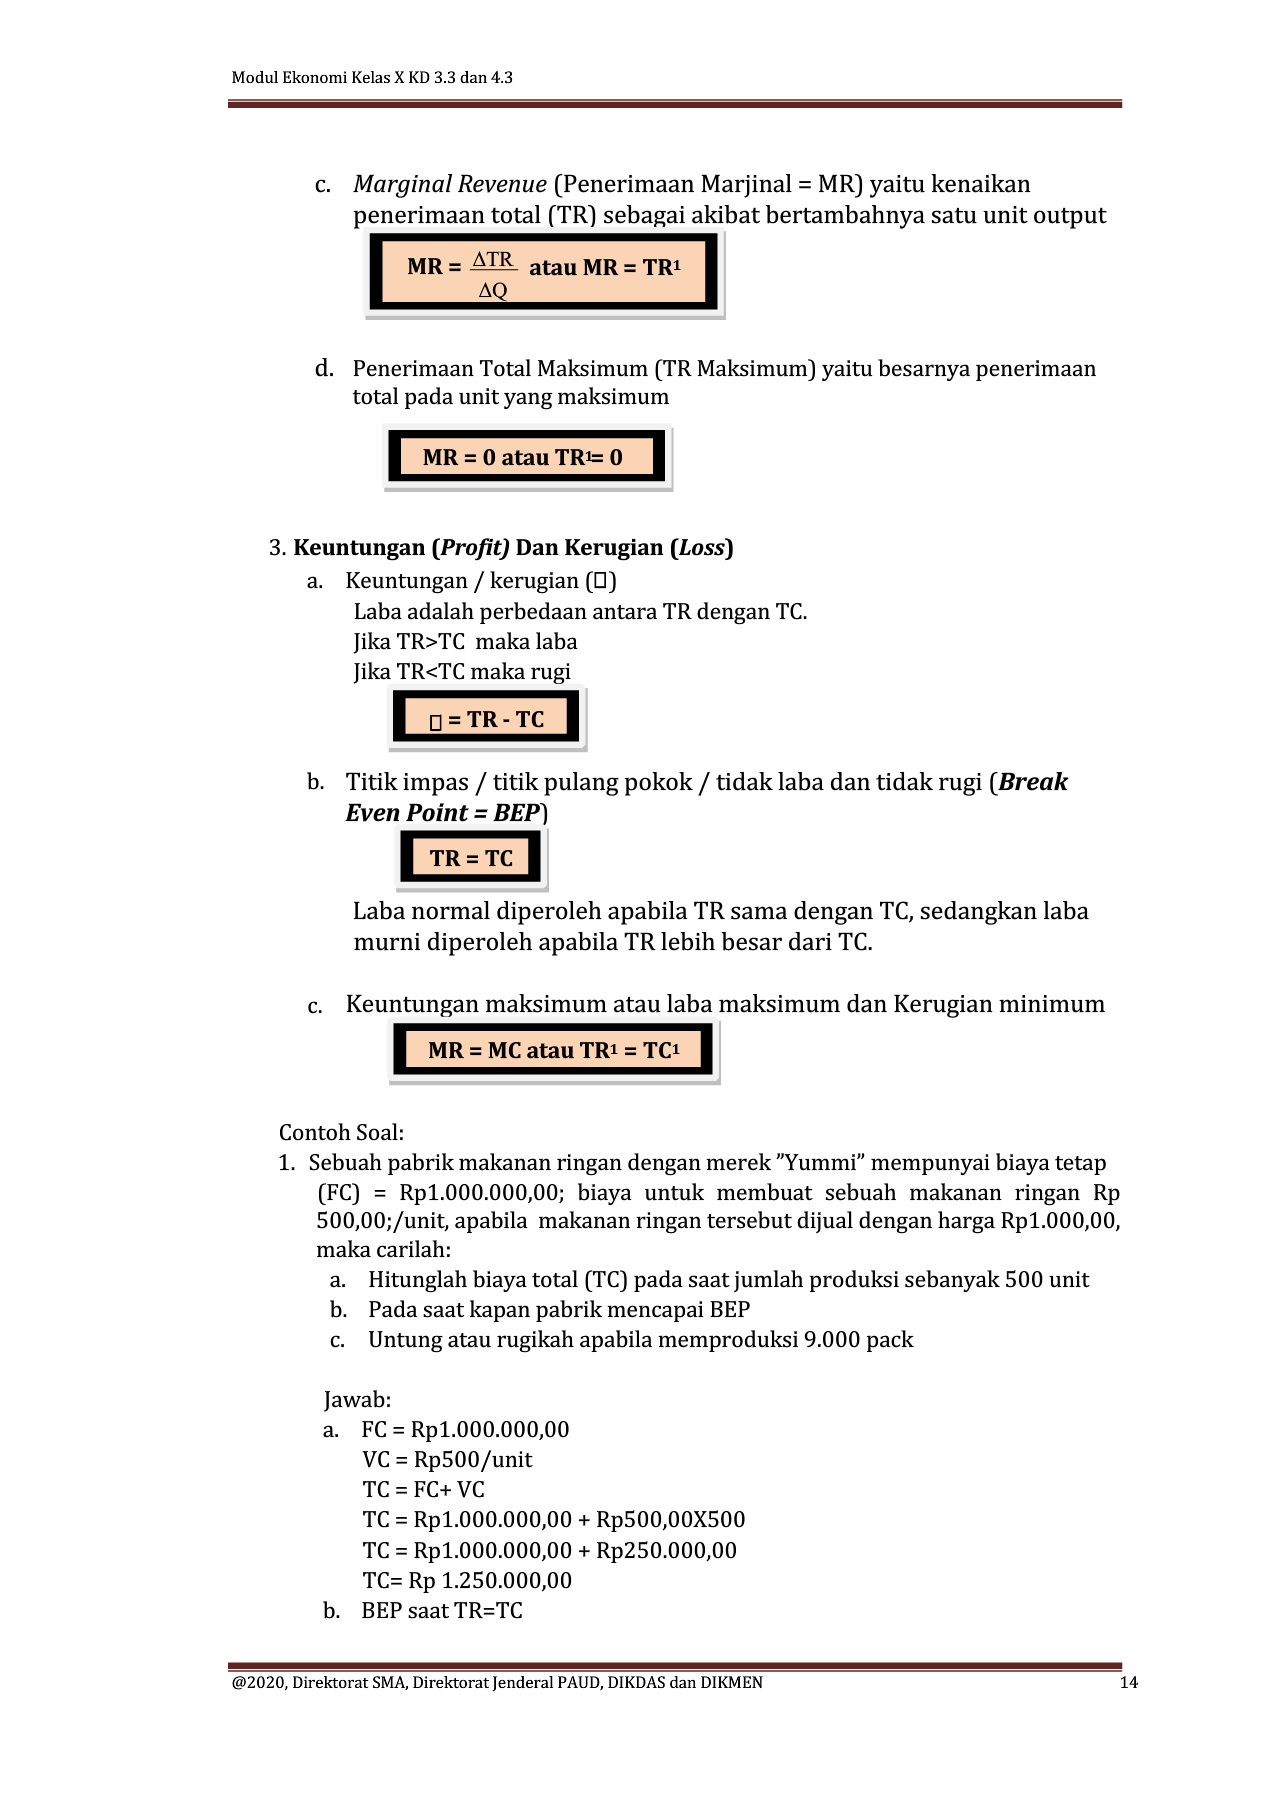 Modul Ekonomi Kelas X KD 3.3 dan 4.3
c. Marginal Revenue (Penerimaan Marjinal = MR) yaitu kenaikan
penerimaan total (TR) sebagai akibat bertambahnya satu unit output
MR = ΔTR/ΔQ atau MR = TR¹
d. Penerimaan Total Maksimum (TR Maksimum) yaitu besarnya penerimaan
total pada unit yang maksimum
MR = 0 atau TR¹= 0
3. Keuntungan (Profit) Dan Kerugian (Loss)
a. Keuntungan / kerugian (▯)
Laba adalah perbedaan antara TR dengan TC.
Jika TR>TC maka laba
Jika TR<TC maka rugi
▯ = TR - TC
b. Titik impas / titik pulang pokok / tidak laba dan tidak rugi (Break
Even Point = BEP)
TR = TC
Laba normal diperoleh apabila TR sama dengan TC, sedangkan laba
murni diperoleh apabila TR lebih besar dari TC.
c. Keuntungan maksimum atau laba maksimum dan Kerugian minimum
MR = MC atau TR¹ = TC¹
Contoh Soal:
1. Sebuah pabrik makanan ringan dengan merek ”Yummi” mempunyai biaya tetap
(FC) = Rp1.000.000,00; biaya untuk membuat sebuah makanan ringan Rp
500,00;/unit, apabila makanan ringan tersebut dijual dengan harga Rp1.000,00,
maka carilah:
a. Hitunglah biaya total (TC) pada saat jumlah produksi sebanyak 500 unit
b. Pada saat kapan pabrik mencapai BEP
c. Untung atau rugikah apabila memproduksi 9.000 pack
Jawab:
a. FC = Rp1.000.000,00
VC = Rp500/unit
TC = FC+ VC
TC = Rp1.000.000,00 + Rp500,00X500
TC = Rp1.000.000,00 + Rp250.000,00
TC= Rp 1.250.000,00
b. BEP saat TR=TC
@2020, Direktorat SMA, Direktorat Jenderal PAUD, DIKDAS dan DIKMEN 14